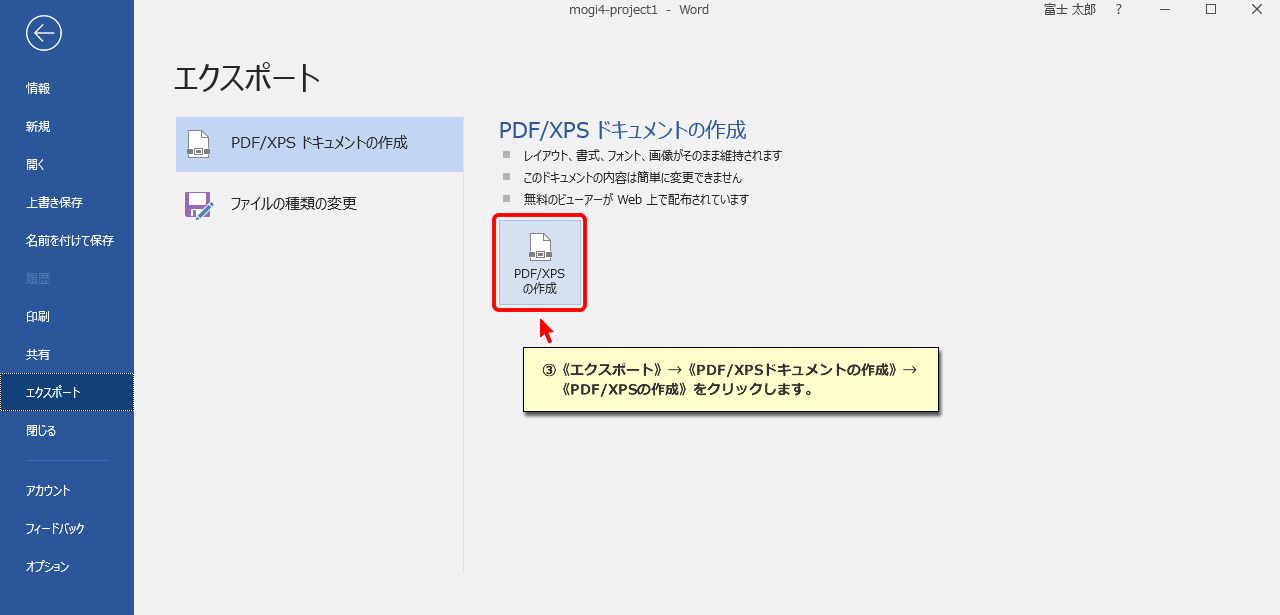 mogi4-project1 - Word
富士 太郎 ?
情報
新規
開く
上書き保存
名前を付けて保存
履歴
印刷
共有
エクスポート
閉じる
アカウント
フィードバック
オプション
エクスポート
PDF/XPS ドキュメントの作成
ファイルの種類の変更
PDF/XPS ドキュメントの作成
レイアウト、書式、フォント、画像がそのまま維持されます
このドキュメントの内容は簡単に変更できません
無料のビューアーが Web 上で配布されています
PDF/XPS
の作成
③《エクスポート》→《PDF/XPSドキュメントの作成》→
《PDF/XPSの作成》をクリックします。